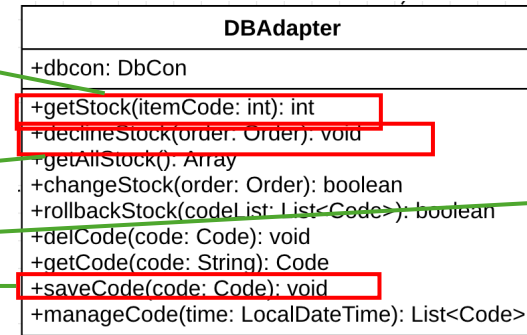 DBAdapter
+dbcon: DbCon
+getStock(itemCode: int): int
+declineStock(order: Order): void
+getAllStock(): Array
+changeStock(order: Order): boolean
+rollbackStock(codeList: List<Code>): boolean
+delCode(code: Code): void
+getCode(code: String): Code
+saveCode(code: Code): void
+manageCode(time: LocalDateTime): List<Code>